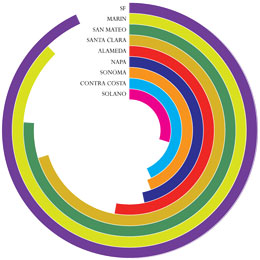 SF
MARIN
SAN MATEO
SANTA CLARA
ALAMEDA
NAPA
SONOMA
CONTRA COSTA
SOLANO